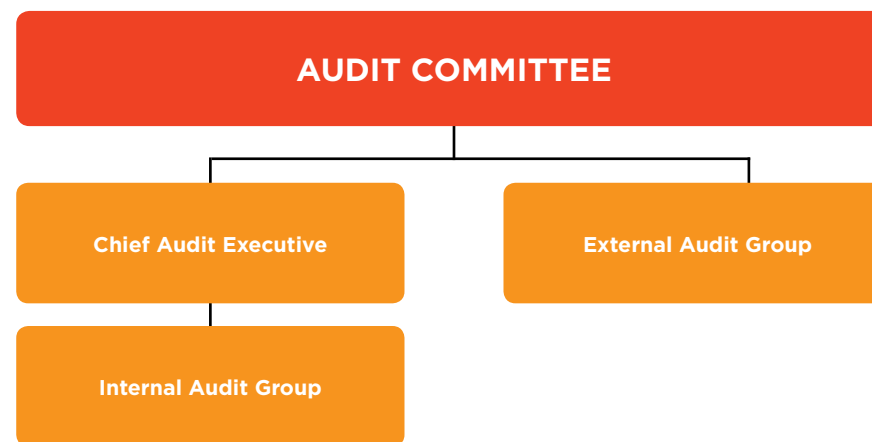 AUDIT COMMITTEE
Chief Audit Executive
External Audit Group
Internal Audit Group